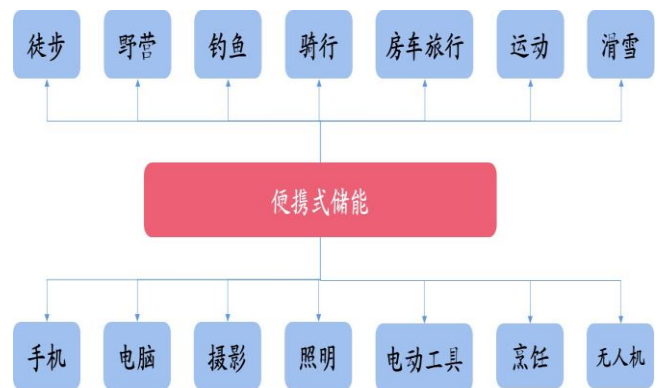 徒步
野营
钓鱼
骑行
房车旅行
运动
滑雪
便携式储能
手机
电脑
摄影
照明
电动工具
烹饪
无人机